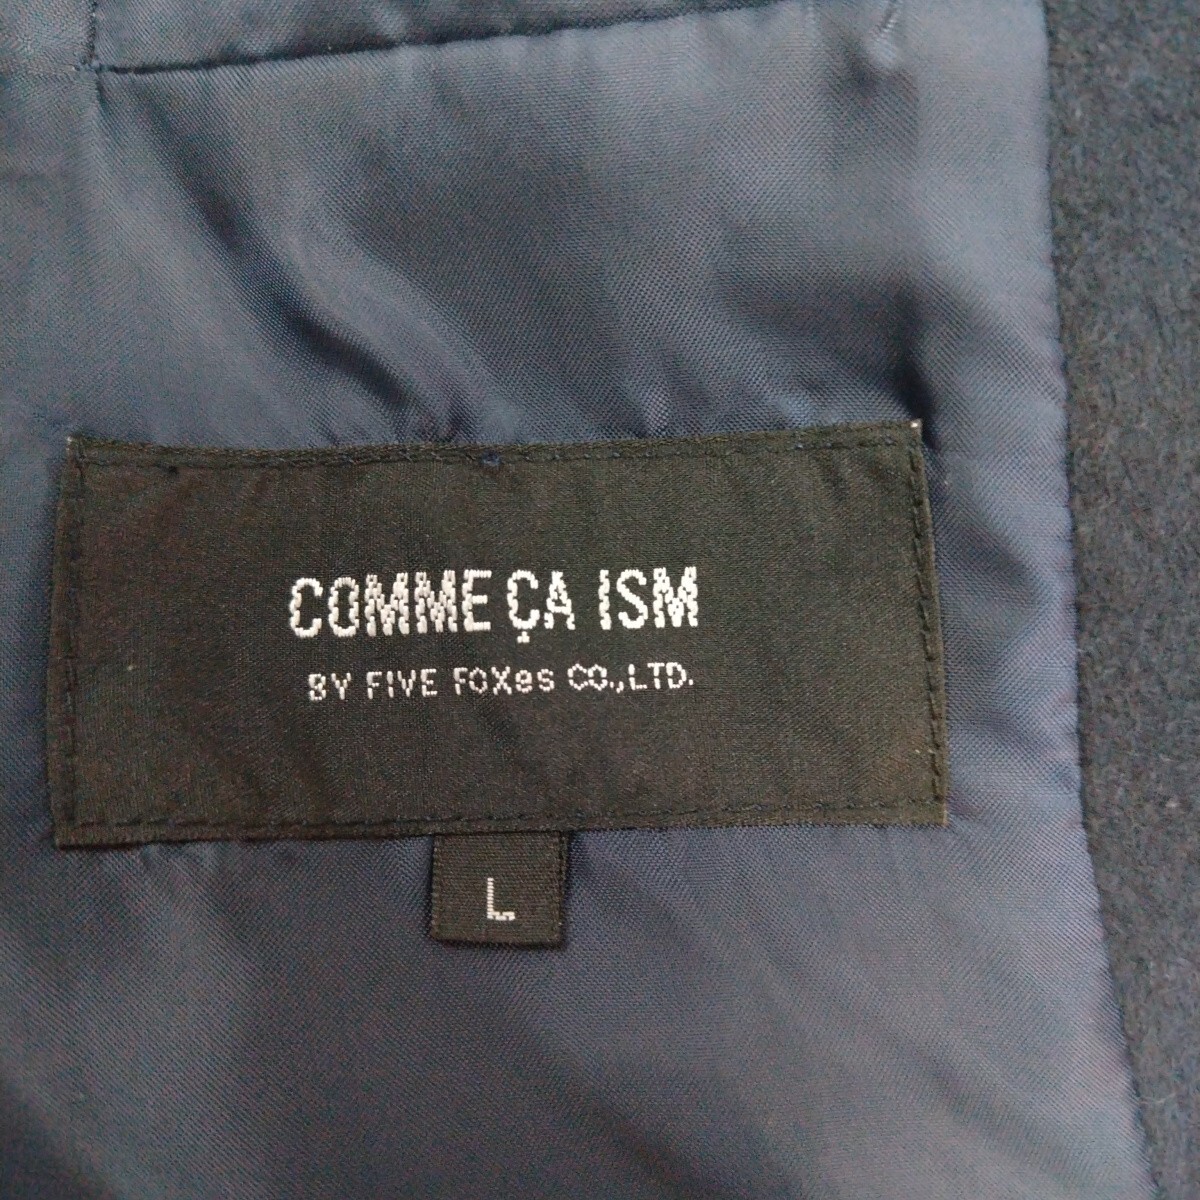 COMME ÇA ISM
BY FIVE FOXes CO.,LTD.
L